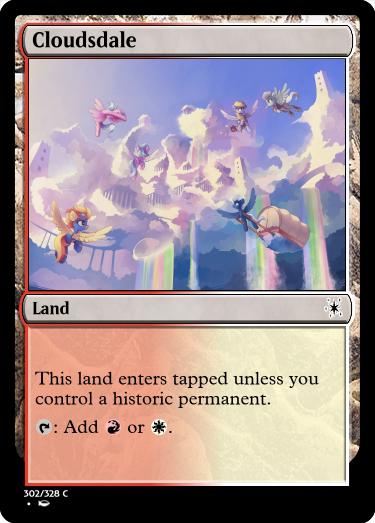 Cloudsdale
Land
This land enters tapped unless you
control a historic permanent.
: Add or .
302/328 C